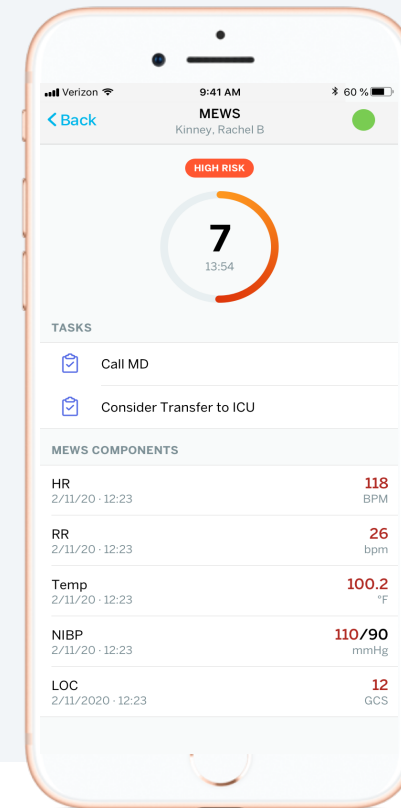 Verizon 9:41 AM 60 %
Back MEWS
Kinney, Rachel B
HIGH RISK
7
13:54
TASKS
Call MD
Consider Transfer to ICU
MEWS COMPONENTS
HR 118
2/11/20 · 12:23 BPM
RR 26
2/11/20 · 12:23 bpm
Temp 100.2
2/11/20 · 12:23 °F
NIBP 110/90
2/11/20 · 12:23 mmHg
LOC 12
2/11/2020 · 12:23 GCS